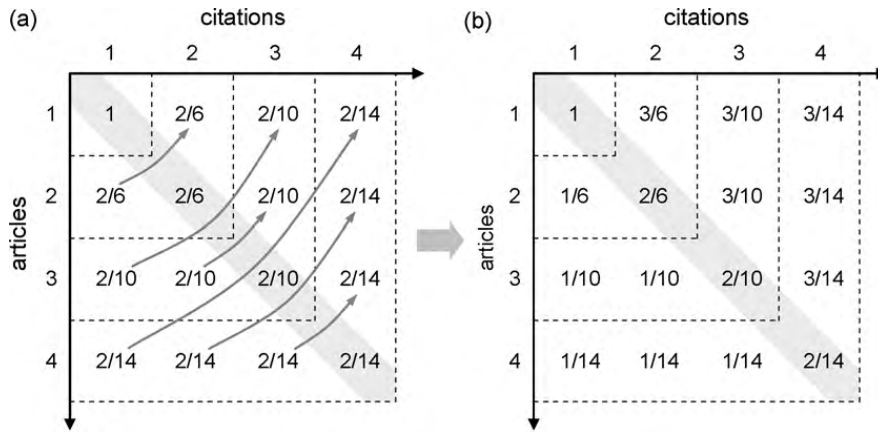 (a) citations (b) citations
1 2 3 4 1 2 3 4
1 1 2/6 2/10 2/14 1 1 3/6 3/10 3/14
2 2/6 2/6 2/10 2/14 2 1/6 2/6 3/10 3/14
articles articles
3 2/10 2/10 2/10 2/14 3 1/10 1/10 2/10 3/14
4 2/14 2/14 2/14 2/14 4 1/14 1/14 1/14 2/14